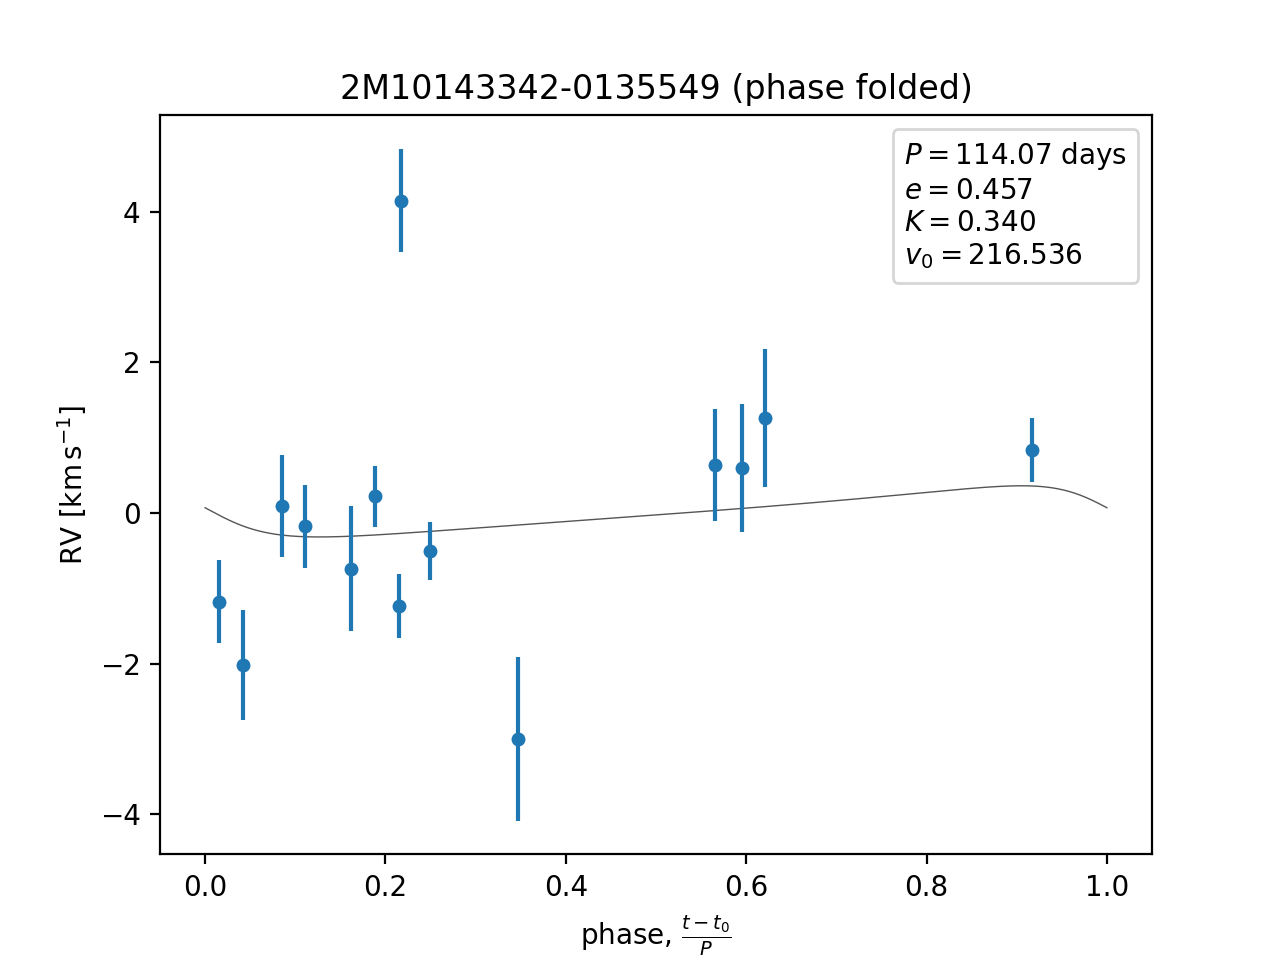 2M10143342-0135549 (phase folded)
P = 114.07 days
e = 0.457
K = 0.340
v₀ = 216.536
RV [km s⁻¹]
4
2
0
−2
−4
0.0 0.2 0.4 0.6 0.8 1.0
phase, (t − t₀)/P